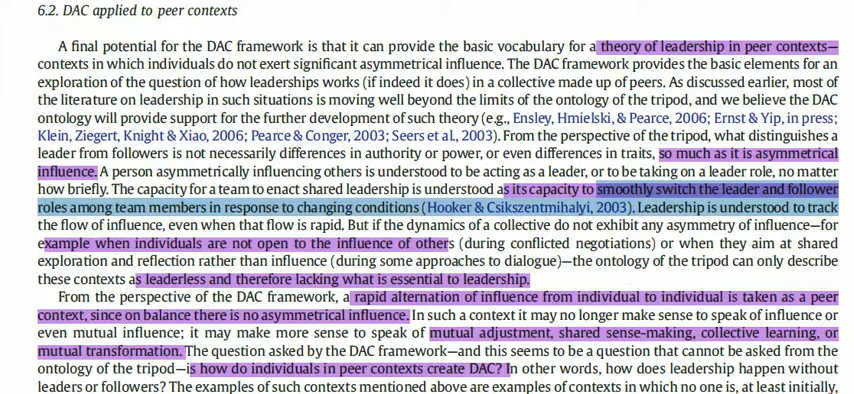 6.2. DAC applied to peer contexts
A final potential for the DAC framework is that it can provide the basic vocabulary for a theory of leadership in peer contexts—
contexts in which individuals do not exert significant asymmetrical influence. The DAC framework provides the basic elements for an
exploration of the question of how leaderships works (if indeed it does) in a collective made up of peers. As discussed earlier, most of
the literature on leadership in such situations is moving well beyond the limits of the ontology of the tripod, and we believe the DAC
ontology will provide support for the further development of such theory (e.g., Ensley, Hmielski, & Pearce, 2006; Ernst & Yip, in press;
Klein, Ziegert, Knight & Xiao, 2006; Pearce & Conger, 2003; Seers et al., 2003). From the perspective of the tripod, what distinguishes a
leader from followers is not necessarily differences in authority or power, or even differences in traits, so much as it is asymmetrical
influence. A person asymmetrically influencing others is understood to be acting as a leader, or to be taking on a leader role, no matter
how briefly. The capacity for a team to enact shared leadership is understood as its capacity to smoothly switch the leader and follower
roles among team members in response to changing conditions (Hooker & Csikszentmihalyi, 2003). Leadership is understood to track
the flow of influence, even when that flow is rapid. But if the dynamics of a collective do not exhibit any asymmetry of influence—for
example when individuals are not open to the influence of others (during conflicted negotiations) or when they aim at shared
exploration and reflection rather than influence (during some approaches to dialogue)—the ontology of the tripod can only describe
these contexts as leaderless and therefore lacking what is essential to leadership.
From the perspective of the DAC framework, a rapid alternation of influence from individual to individual is taken as a peer
context, since on balance there is no asymmetrical influence. In such a context it may no longer make sense to speak of influence or
even mutual influence; it may make more sense to speak of mutual adjustment, shared sense-making, collective learning, or
mutual transformation. The question asked by the DAC framework—and this seems to be a question that cannot be asked from the
ontology of the tripod—is how do individuals in peer contexts create DAC? In other words, how does leadership happen without
leaders or followers? The examples of such contexts mentioned above are examples of contexts in which no one is, at least initially,